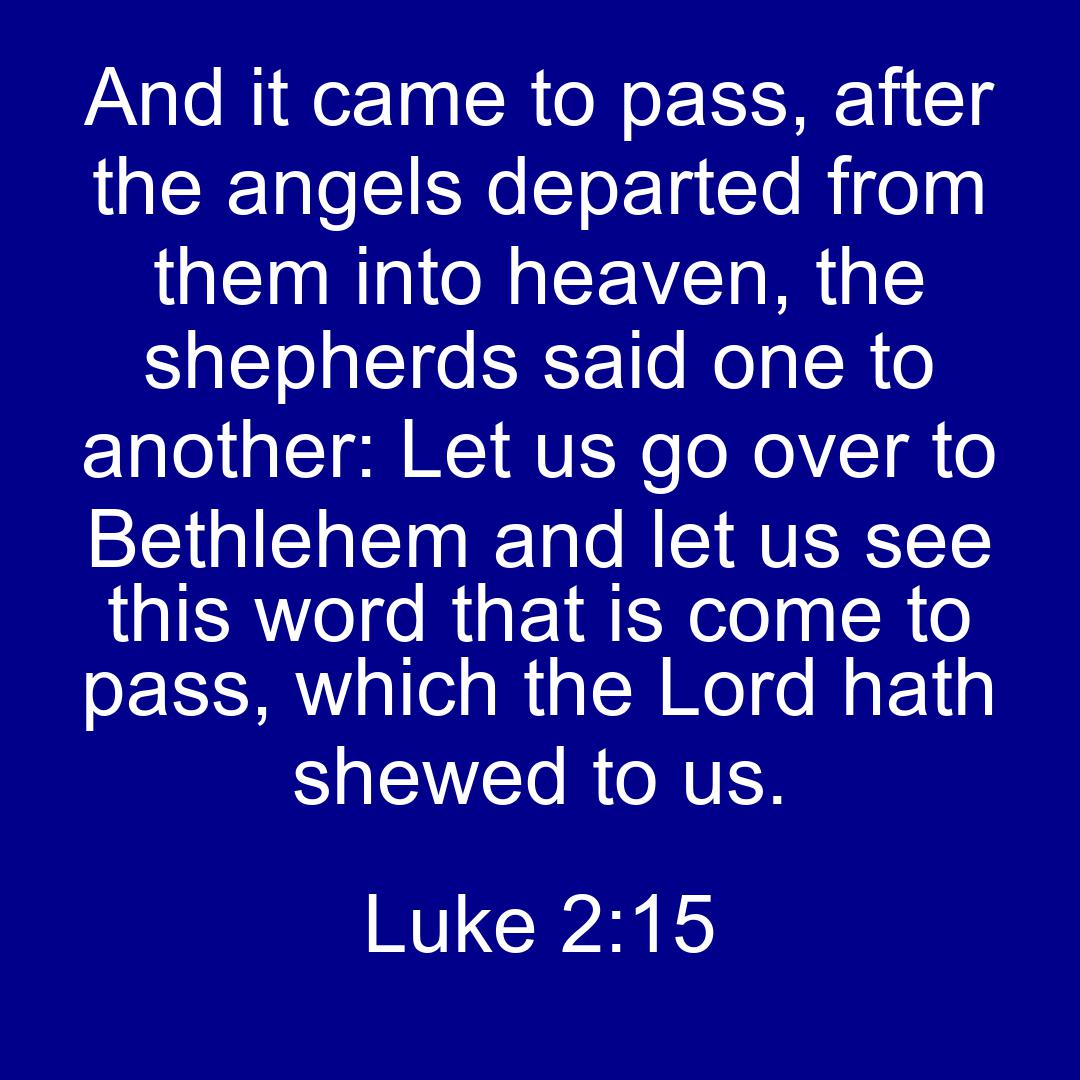 And it came to pass, after
the angels departed from
them into heaven, the
shepherds said one to
another: Let us go over to
Bethlehem and let us see
this word that is come to
pass, which the Lord hath
shewed to us.
Luke 2:15